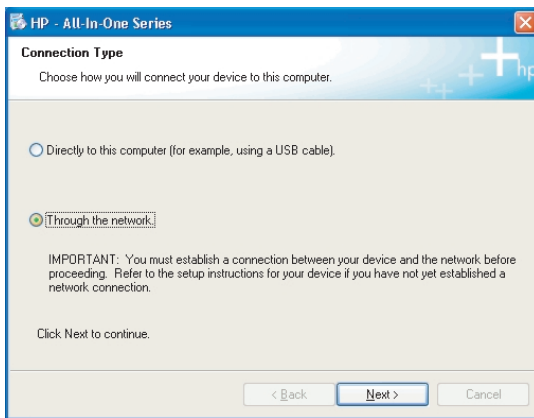 HP - All-In-One Series
Connection Type
Choose how you will connect your device to this computer.
hp
Directly to this computer (for example, using a USB cable).
Through the network.
IMPORTANT: You must establish a connection between your device and the network before
proceeding. Refer to the setup instructions for your device if you have not yet established a
network connection.
Click Next to continue.
< Back
Next >
Cancel